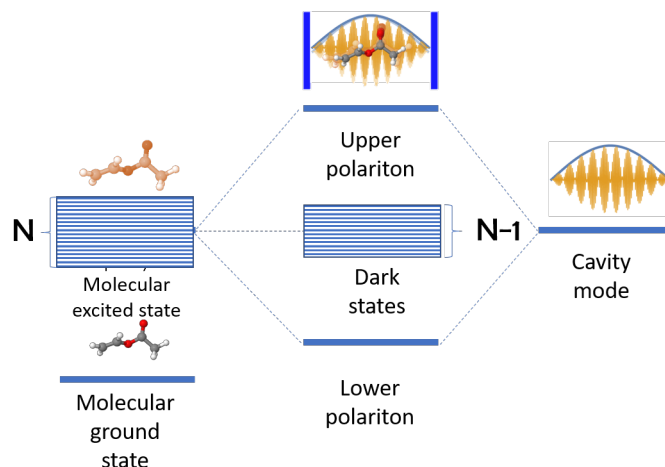 Upper
polariton
N
Molecular
excited state
N-1
Dark
states
Cavity
mode
Molecular
ground
state
Lower
polariton